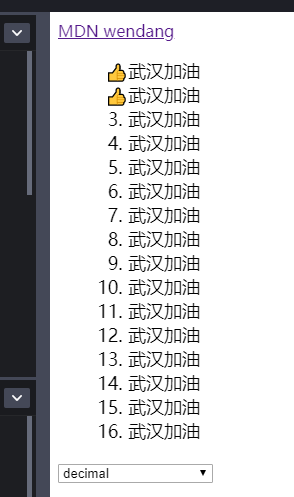 MDN wendang
👍武汉加油
👍武汉加油
3. 武汉加油
4. 武汉加油
5. 武汉加油
6. 武汉加油
7. 武汉加油
8. 武汉加油
9. 武汉加油
10. 武汉加油
11. 武汉加油
12. 武汉加油
13. 武汉加油
14. 武汉加油
15. 武汉加油
16. 武汉加油
decimal